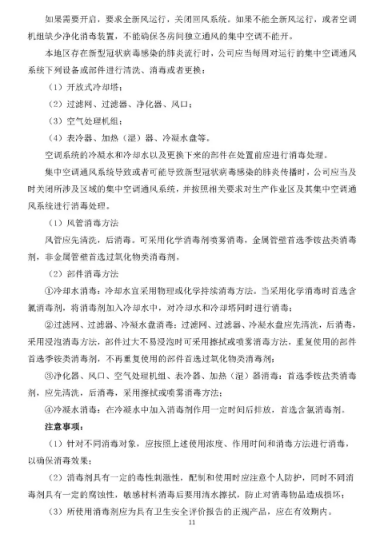 如果需要开启，要求全新风运行，关闭回风系统。如果不能全新风运行，或者空调
机组缺少净化消毒装置，不能确保各房间独立通风的集中空调不能开。
本地区存在新型冠状病毒感染的肺炎流行时，公司应当每周对运行的集中空调通风
系统下列设备或部件进行清洗、消毒或者更换：
（1）开放式冷却塔；
（2）过滤网、过滤器、净化器、风口；
（3）空气处理机组；
（4）表冷器、加热（湿）器、冷凝水盘等。
空调系统的冷凝水和冷却水以及更换下来的部件在处置前应进行消毒处理。
集中空调通风系统导致或者可能导致新型冠状病毒感染的肺炎传播时，公司应当及
时关闭所涉及区域的集中空调通风系统，并按照相关要求对生产作业区及其集中空调通
风系统进行消毒处理。
（1）风管消毒方法
风管应先清洗，后消毒。可采用化学消毒剂喷雾消毒，金属管壁首选季铵盐类消毒
剂，非金属管壁首选过氧化物类消毒剂。
（2）部件消毒方法
①冷却水消毒：冷却水宜采用物理或化学持续消毒方法。当采用化学消毒时首选含
氯消毒剂，将消毒剂加入冷却水中，对冷却水和冷却塔同时进行消毒；
②过滤网、过滤器、冷凝水盘消毒：过滤网、过滤器、冷凝水盘应先清洗，后消毒，
采用浸泡消毒方法，部件过大不易浸泡时可采用擦拭或喷雾消毒方法，重复使用的部件
首选季铵类消毒剂，不再重复使用的部件首选过氧化物类消毒剂；
③净化器、风口、空气处理机组、表冷器、加热（湿）器消毒：首选季铵盐类消毒
剂，应先清洗，后消毒，采用擦拭或喷雾消毒方法；
④冷凝水消毒：在冷凝水中加入消毒剂作用一定时间后排放，首选含氯消毒剂。
注意事项：
（1）针对不同消毒对象，应按照上述使用浓度、作用时间和消毒方法进行消毒，
以确保消毒效果；
（2）消毒剂具有一定的毒性刺激性，配制和使用时应注意个人防护，同时不同消
毒剂具有一定的腐蚀性，敏感材料消毒后要用清水擦拭，防止对消毒物品造成损坏；
（3）所使用消毒剂应为具有卫生安全评价报告的正规产品，应在有效期内。
11